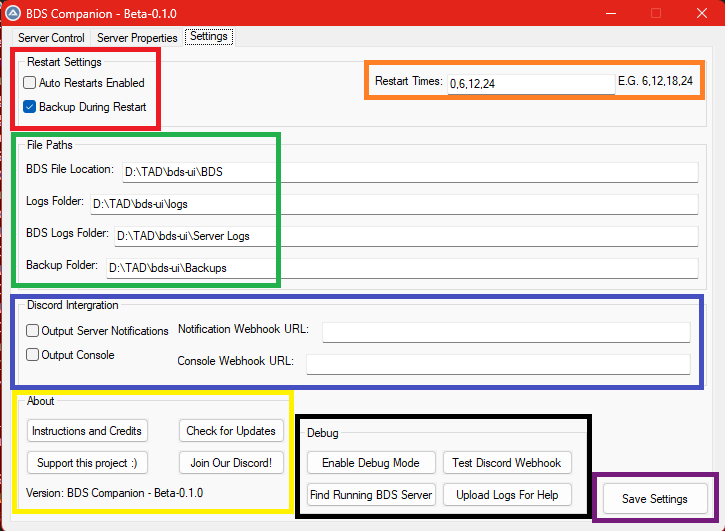 BDS Companion - Beta-0.1.0
Server Control Server Properties Settings
Restart Settings
Auto Restarts Enabled
Backup During Restart
Restart Times: 0,6,12,24 E.G. 6,12,18,24
File Paths
BDS File Location: D:\TAD\bds-ui\BDS
Logs Folder: D:\TAD\bds-ui\logs
BDS Logs Folder: D:\TAD\bds-ui\Server Logs
Backup Folder: D:\TAD\bds-ui\Backups
Discord Intergration
Output Server Notifications Notification Webhook URL:
Output Console Console Webhook URL:
About
Instructions and Credits Check for Updates
Support this project :) Join Our Discord!
Version: BDS Companion - Beta-0.1.0
Debug
Enable Debug Mode Test Discord Webhook
Find Running BDS Server Upload Logs For Help
Save Settings